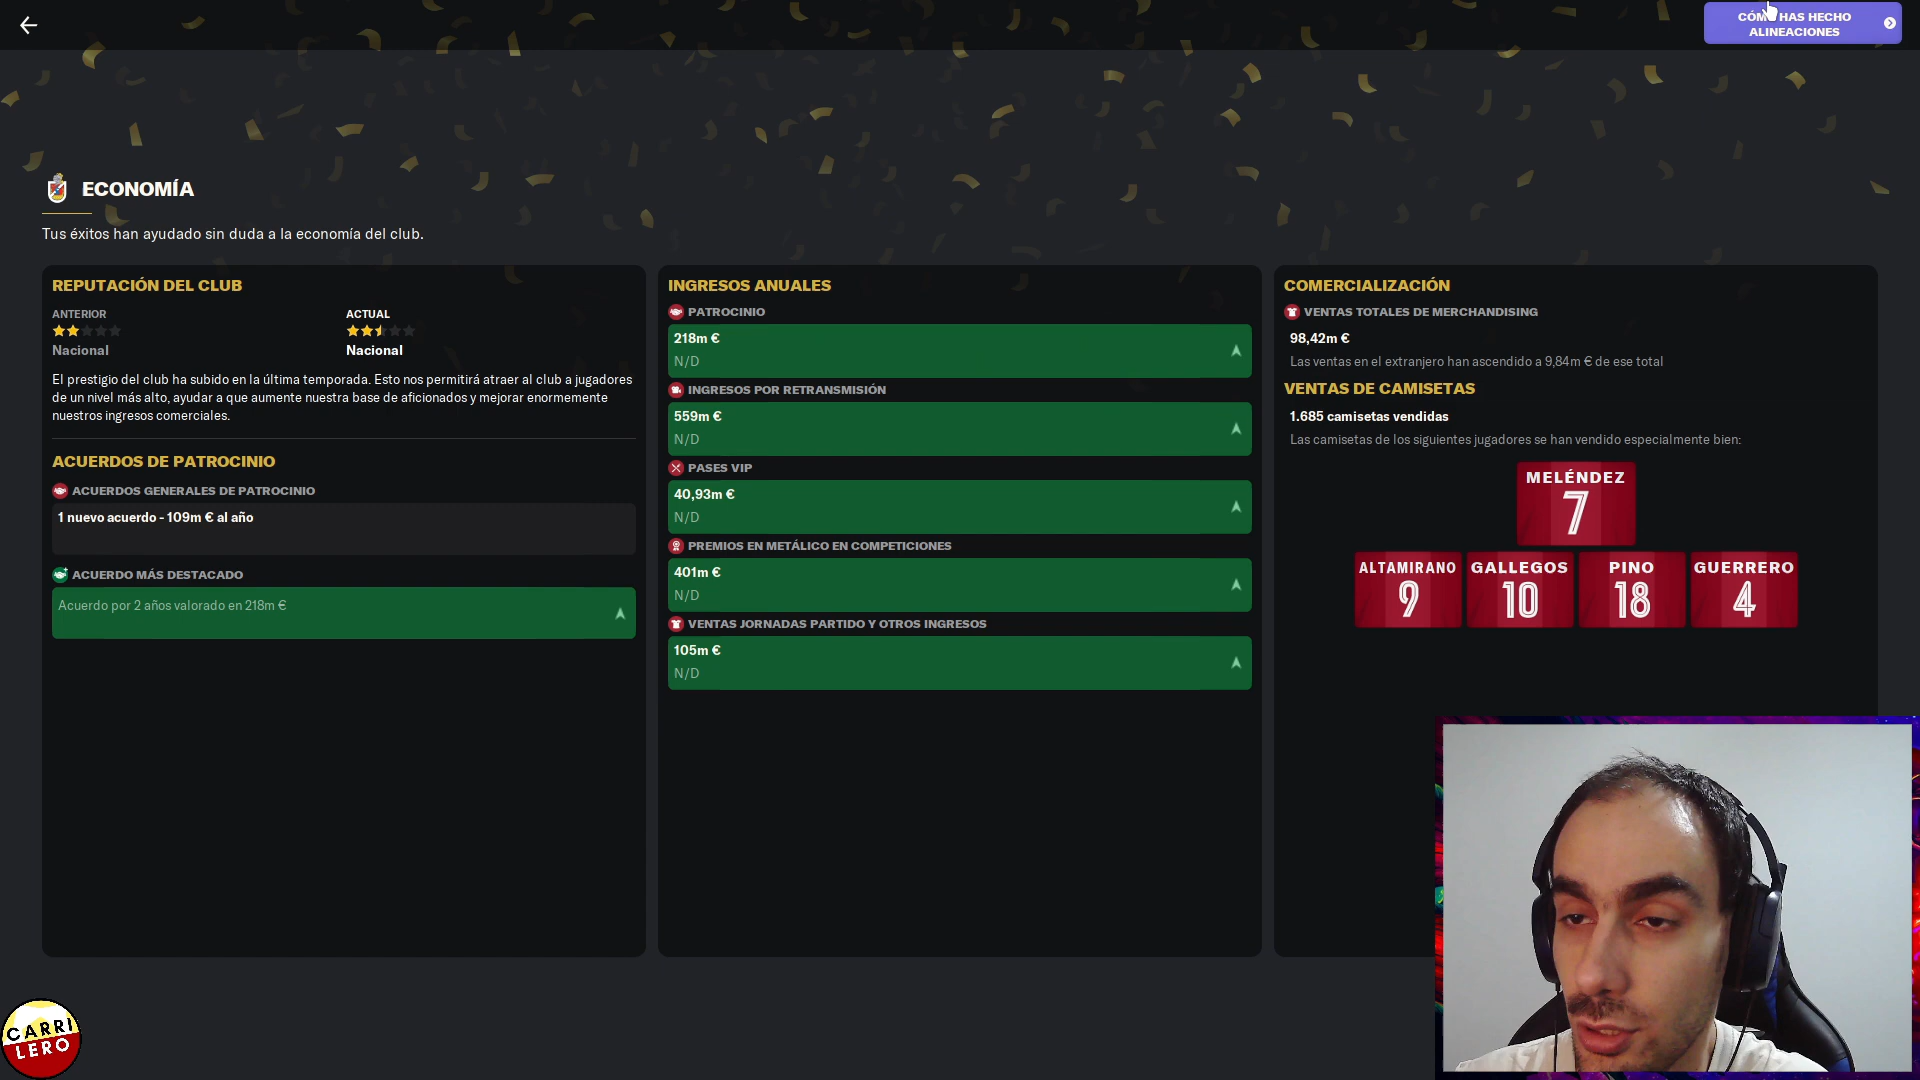 CÓMO HAS HECHO
ALINEACIONES
ECONOMÍA
Tus éxitos han ayudado sin duda a la economía del club.
REPUTACIÓN DEL CLUB
ANTERIOR
ACTUAL
Nacional
Nacional
El prestigio del club ha subido en la última temporada. Esto nos permitirá atraer al club a jugadores
de un nivel más alto, ayudar a que aumente nuestra base de aficionados y mejorar enormemente
nuestros ingresos comerciales.
ACUERDOS DE PATROCINIO
ACUERDOS GENERALES DE PATROCINIO
1 nuevo acuerdo - 109m € al año
ACUERDO MÁS DESTACADO
Acuerdo por 2 años valorado en 218m €
INGRESOS ANUALES
PATROCINIO
218m €
N/D
INGRESOS POR RETRANSMISIÓN
559m €
N/D
PASES VIP
40,93m €
N/D
PREMIOS EN METÁLICO EN COMPETICIONES
401m €
N/D
VENTAS JORNADAS PARTIDO Y OTROS INGRESOS
105m €
N/D
COMERCIALIZACIÓN
VENTAS TOTALES DE MERCHANDISING
98,42m €
Las ventas en el extranjero han ascendido a 9,84m € de ese total
VENTAS DE CAMISETAS
1.685 camisetas vendidas
Las camisetas de los siguientes jugadores se han vendido especialmente bien:
MELÉNDEZ
7
ALTAMIRANO
9
GALLEGOS
10
PINO
18
GUERRERO
4
CARRI
LERO